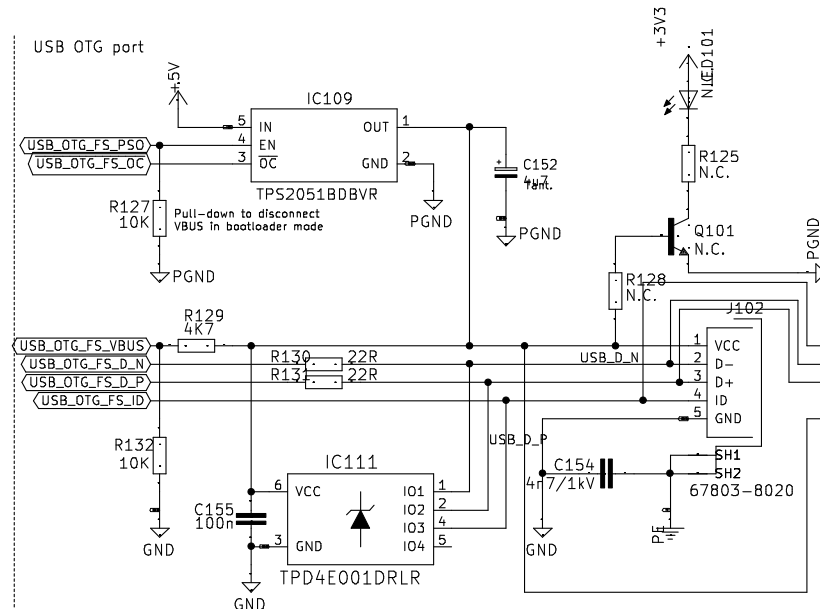 USB OTG port
+5V
IC109
5 IN
4 EN
3 OC
OUT 1
GND 2
TPS2051BDBVR
USB_OTG_FS_PSO
USB_OTG_FS_OC
R127
10K
Pull-down to disconnect
VBUS in bootloader mode
PGND
PGND
C152
4u7
Tant.
PGND
+3V3
R125
N.C.
Q101
N.C.
PGND
R128
N.C.
J102
R129
4K7
USB_OTG_FS_VBUS
USB_OTG_FS_D_N
USB_OTG_FS_D_P
USB_OTG_FS_ID
R130 22R
R131 22R
USB_D_N
1 VCC
2 D-
3 D+
4 ID
5 GND
USB_D_P
SH1
SH2
67803-8020
R132
10K
GND
C155
100n
GND
IC111
6 VCC
3 GND
IO1 1
IO2 2
IO3 4
IO4 5
TPD4E001DRLR
C154
4n7/1kV
GND
PE